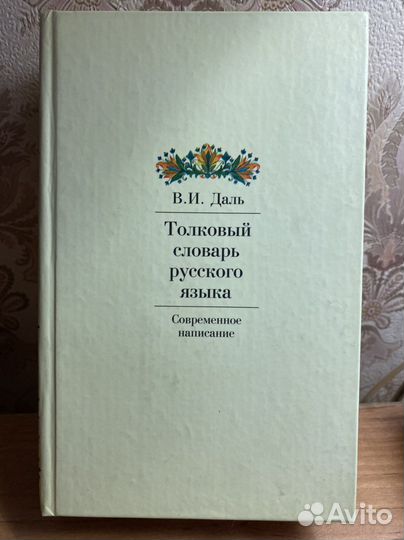 В.И. Даль
Толковый
словарь
русского
языка
Современное
написание
Avito